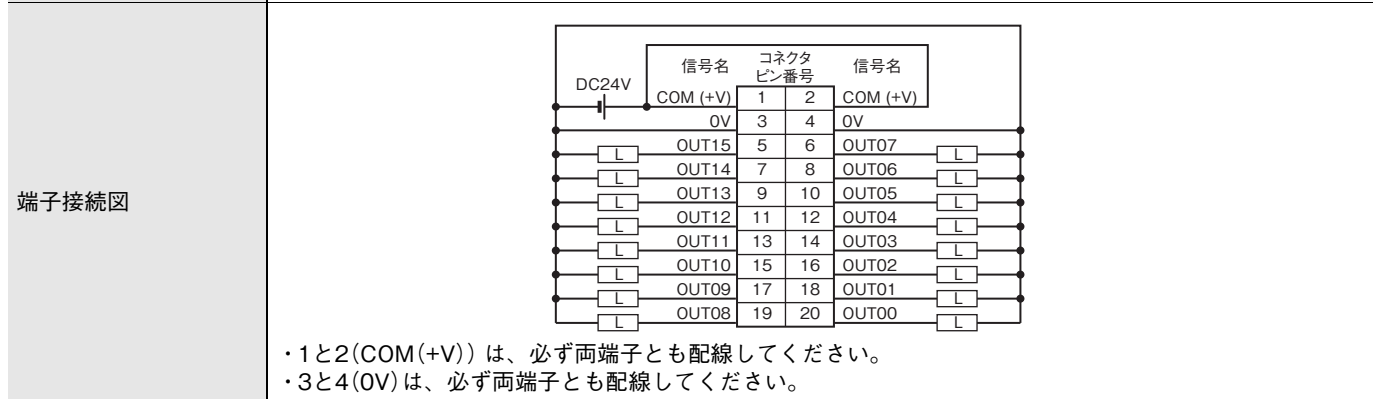 端子接続図
信号名 コネクタ 信号名
ピン番号
DC24V
COM (+V) 1 2 COM (+V)
0V 3 4 0V
L OUT15 5 6 OUT07 L
L OUT14 7 8 OUT06 L
L OUT13 9 10 OUT05 L
L OUT12 11 12 OUT04 L
L OUT11 13 14 OUT03 L
L OUT10 15 16 OUT02 L
L OUT09 17 18 OUT01 L
L OUT08 19 20 OUT00 L
・1と2(COM(+V)) は、必ず両端子とも配線してください。
・3と4(0V)は、必ず両端子とも配線してください。